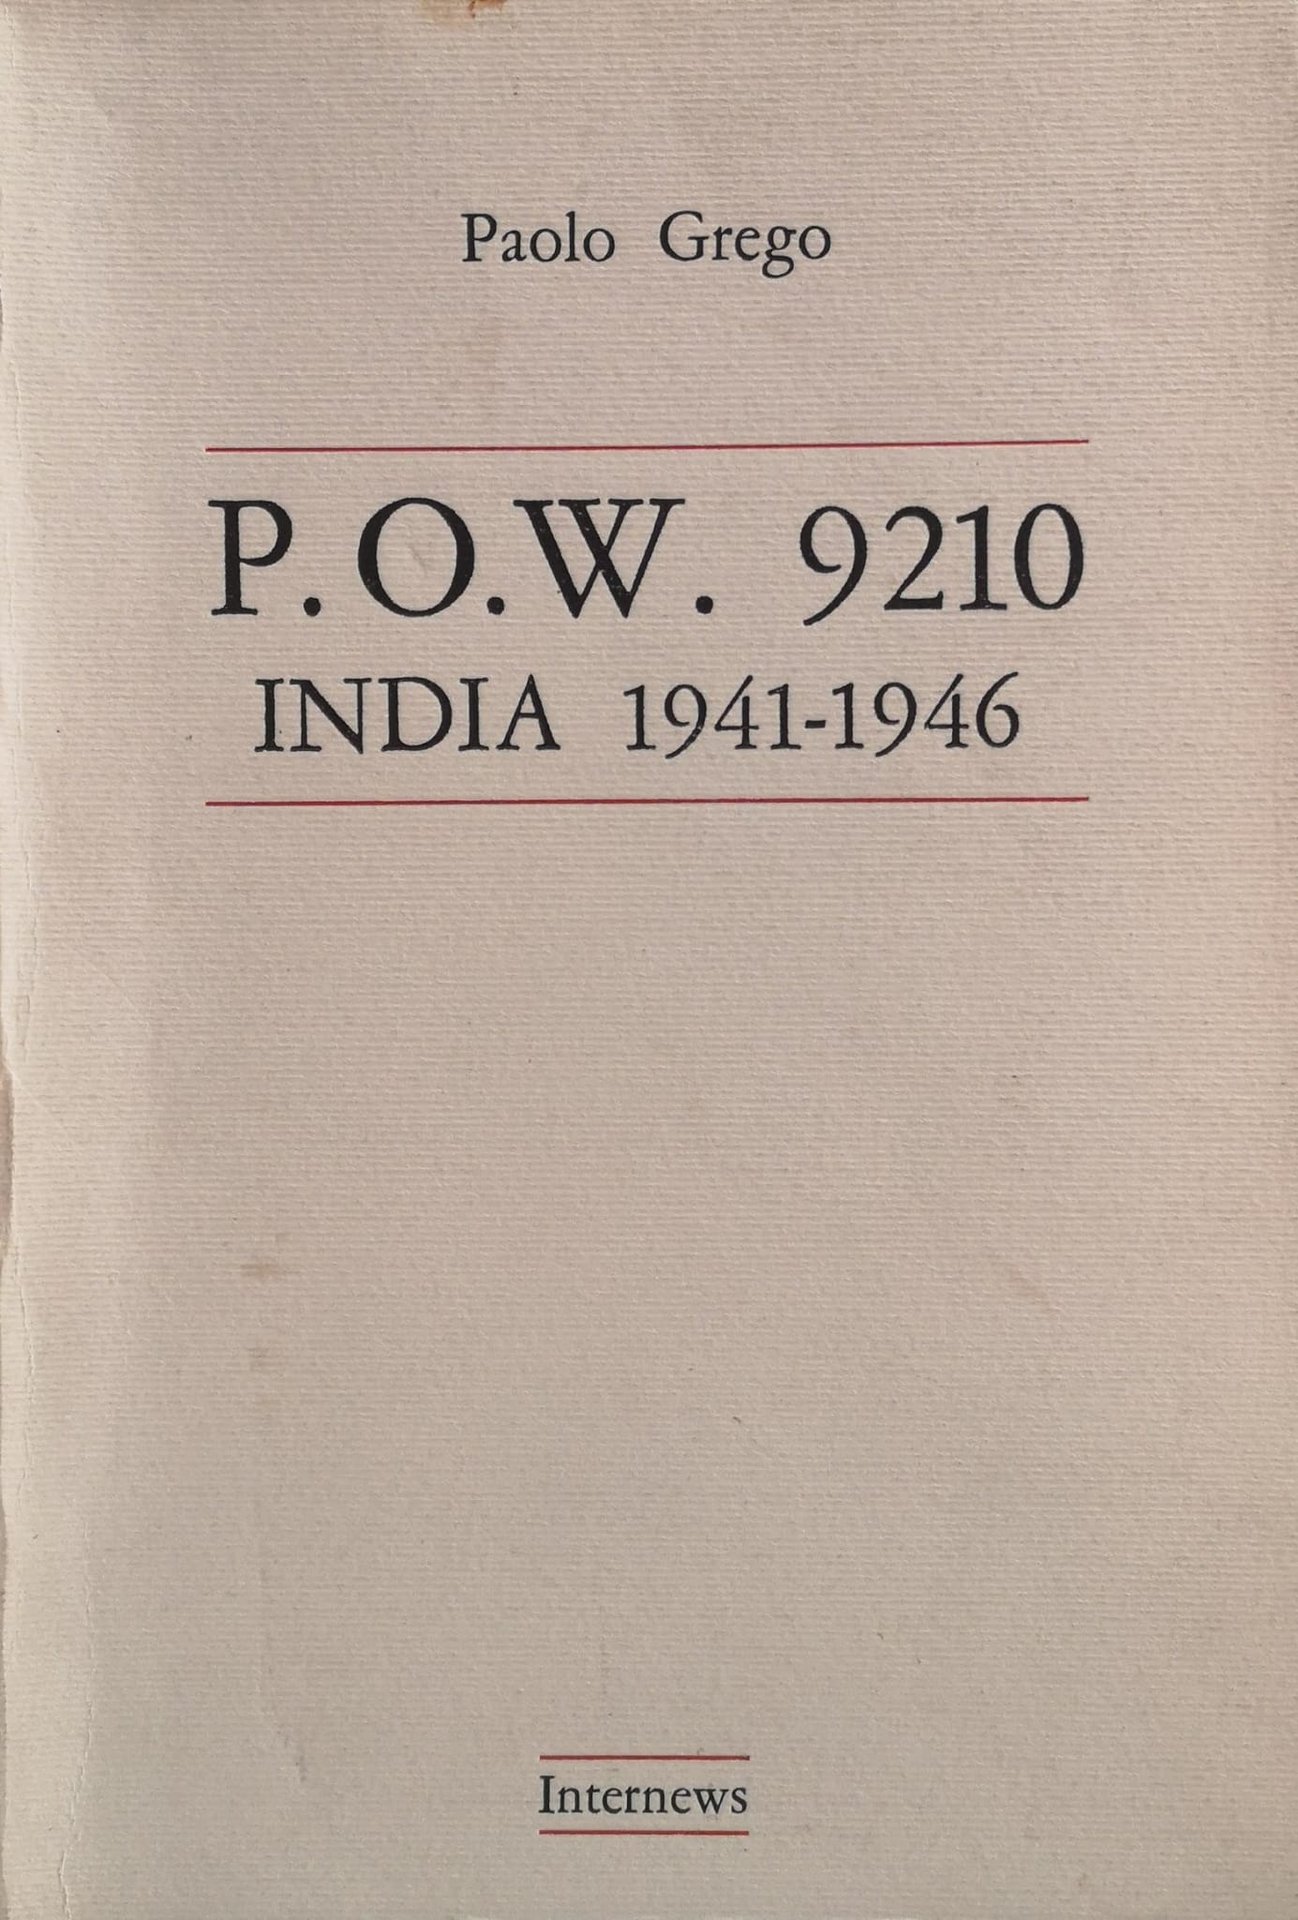 Paolo Grego
P.O.W. 9210
INDIA 1941-1946
Internews